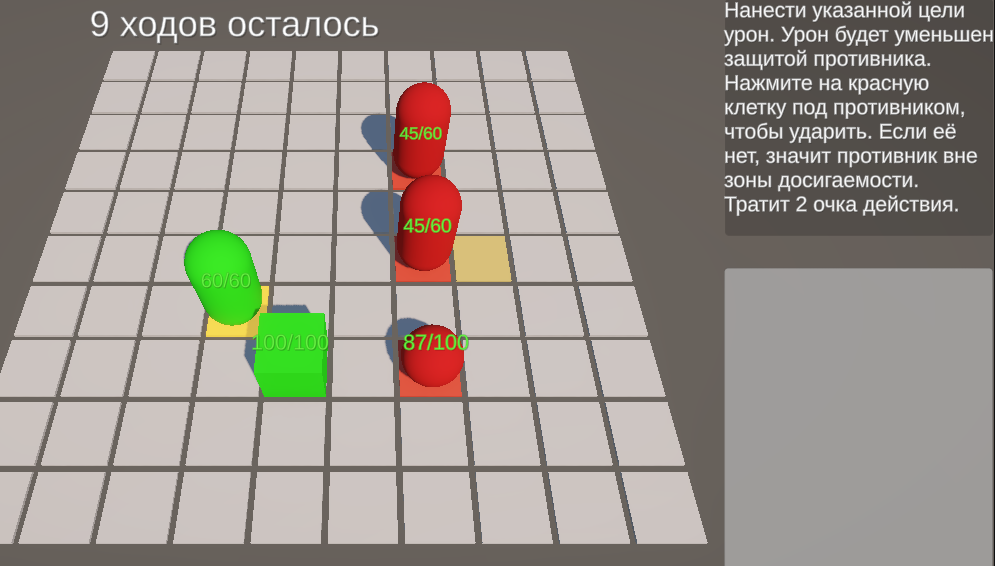 9 ходов осталось
Нанести указанной цели
урон. Урон будет уменьшен
защитой противника.
Нажмите на красную
клетку под противником,
чтобы ударить. Если её
нет, значит противник вне
зоны досигаемости.
Тратит 2 очка действия.
45/60
45/60
60/60
100/100
87/100